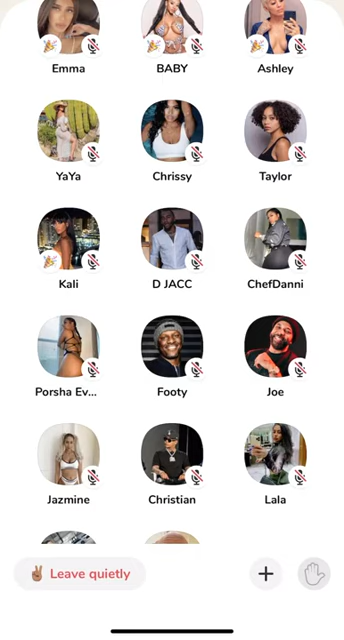 Emma
BABY
Ashley
YaYa
Chrissy
Taylor
Kali
D JACC
ChefDanni
Porsha Ev...
Footy
Joe
Jazmine
Christian
Lala
✌🏽 Leave quietly